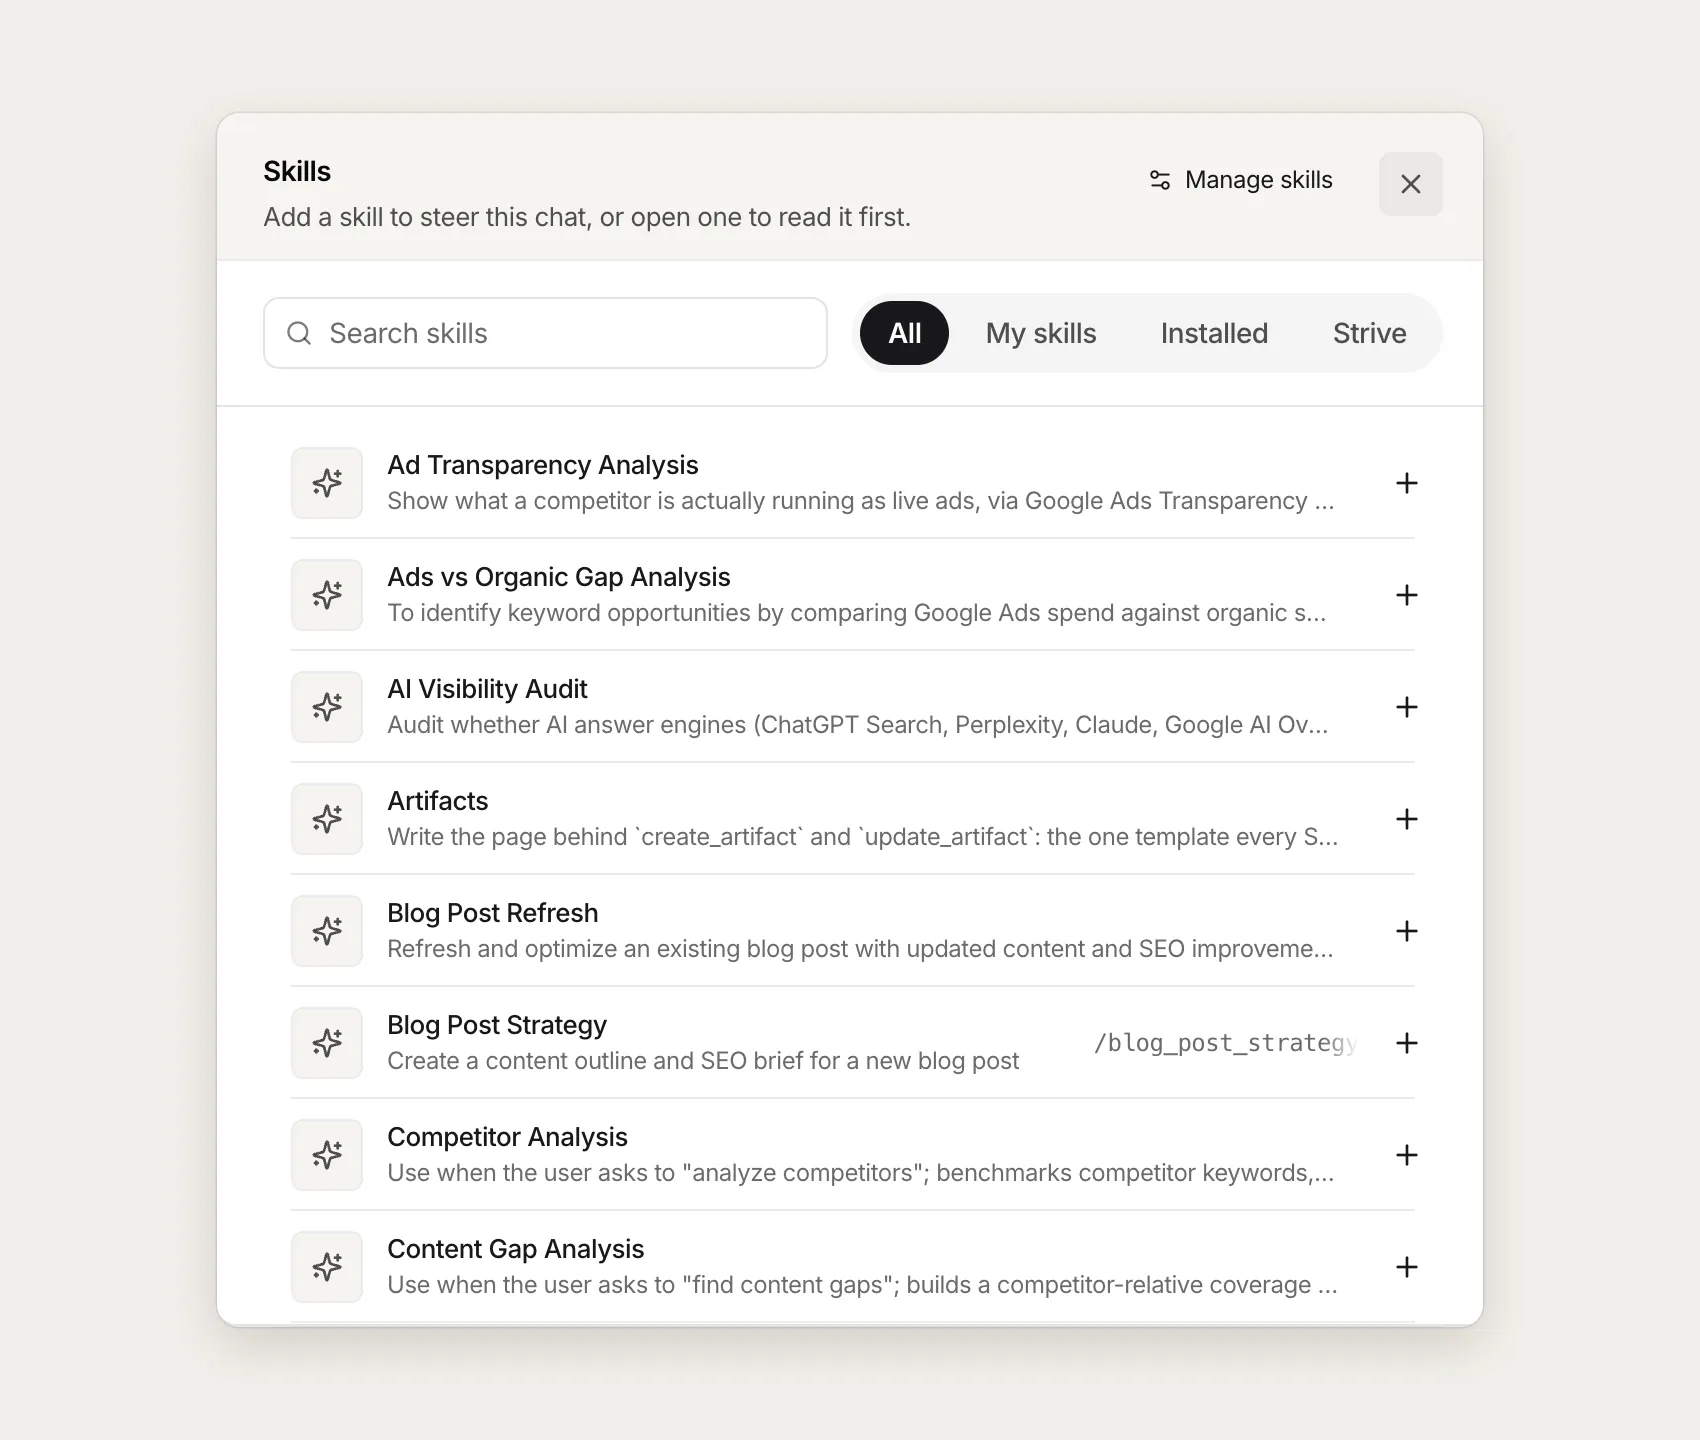 Skills
Manage skills
Add a skill to steer this chat, or open one to read it first.
Search skills
All
My skills
Installed
Strive
Ad Transparency Analysis
Show what a competitor is actually running as live ads, via Google Ads Transparency ...
Ads vs Organic Gap Analysis
To identify keyword opportunities by comparing Google Ads spend against organic s...
AI Visibility Audit
Audit whether AI answer engines (ChatGPT Search, Perplexity, Claude, Google AI Ov...
Artifacts
Write the page behind `create_artifact` and `update_artifact`: the one template every S...
Blog Post Refresh
Refresh and optimize an existing blog post with updated content and SEO improveme...
Blog Post Strategy
/blog_post_strategy
Create a content outline and SEO brief for a new blog post
Competitor Analysis
Use when the user asks to "analyze competitors"; benchmarks competitor keywords,...
Content Gap Analysis
Use when the user asks to "find content gaps"; builds a competitor-relative coverage ...